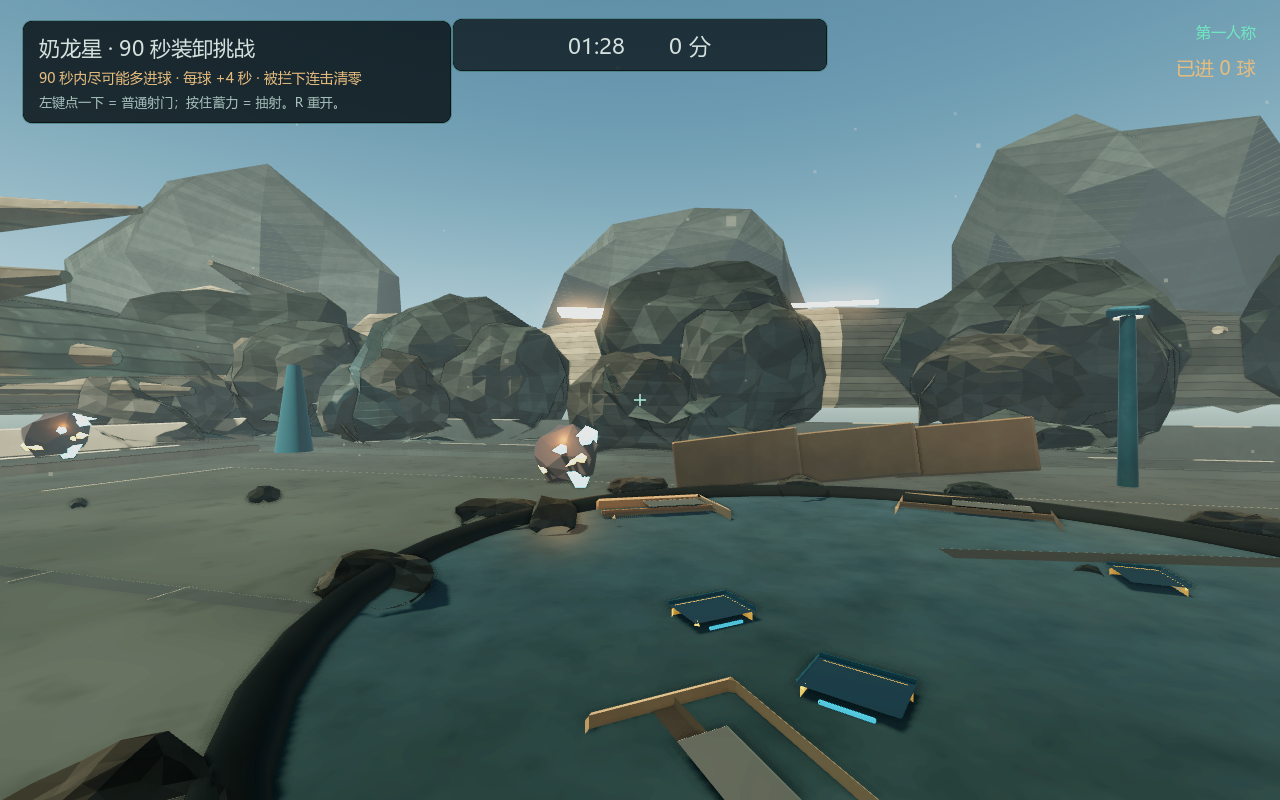 奶龙星 · 90 秒装卸挑战
90 秒内尽可能多进球 · 每球 +4 秒 · 被拦下连击清零
左键点一下 = 普通射门；按住蓄力 = 抽射。R 重开。
01:28 0 分
第一人称
已进 0 球